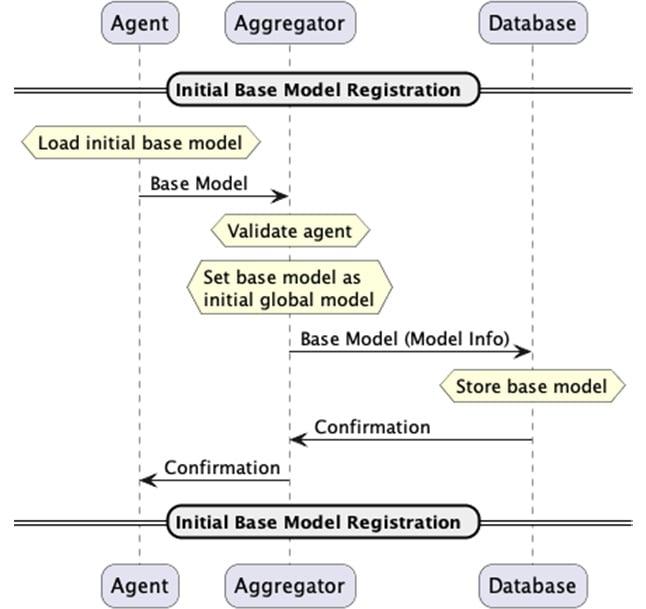 Agent Aggregator Database
Initial Base Model Registration
Load initial base model
Base Model
Validate agent
Set base model as
initial global model
Base Model (Model Info)
Store base model
Confirmation
Confirmation
Initial Base Model Registration
Agent Aggregator Database